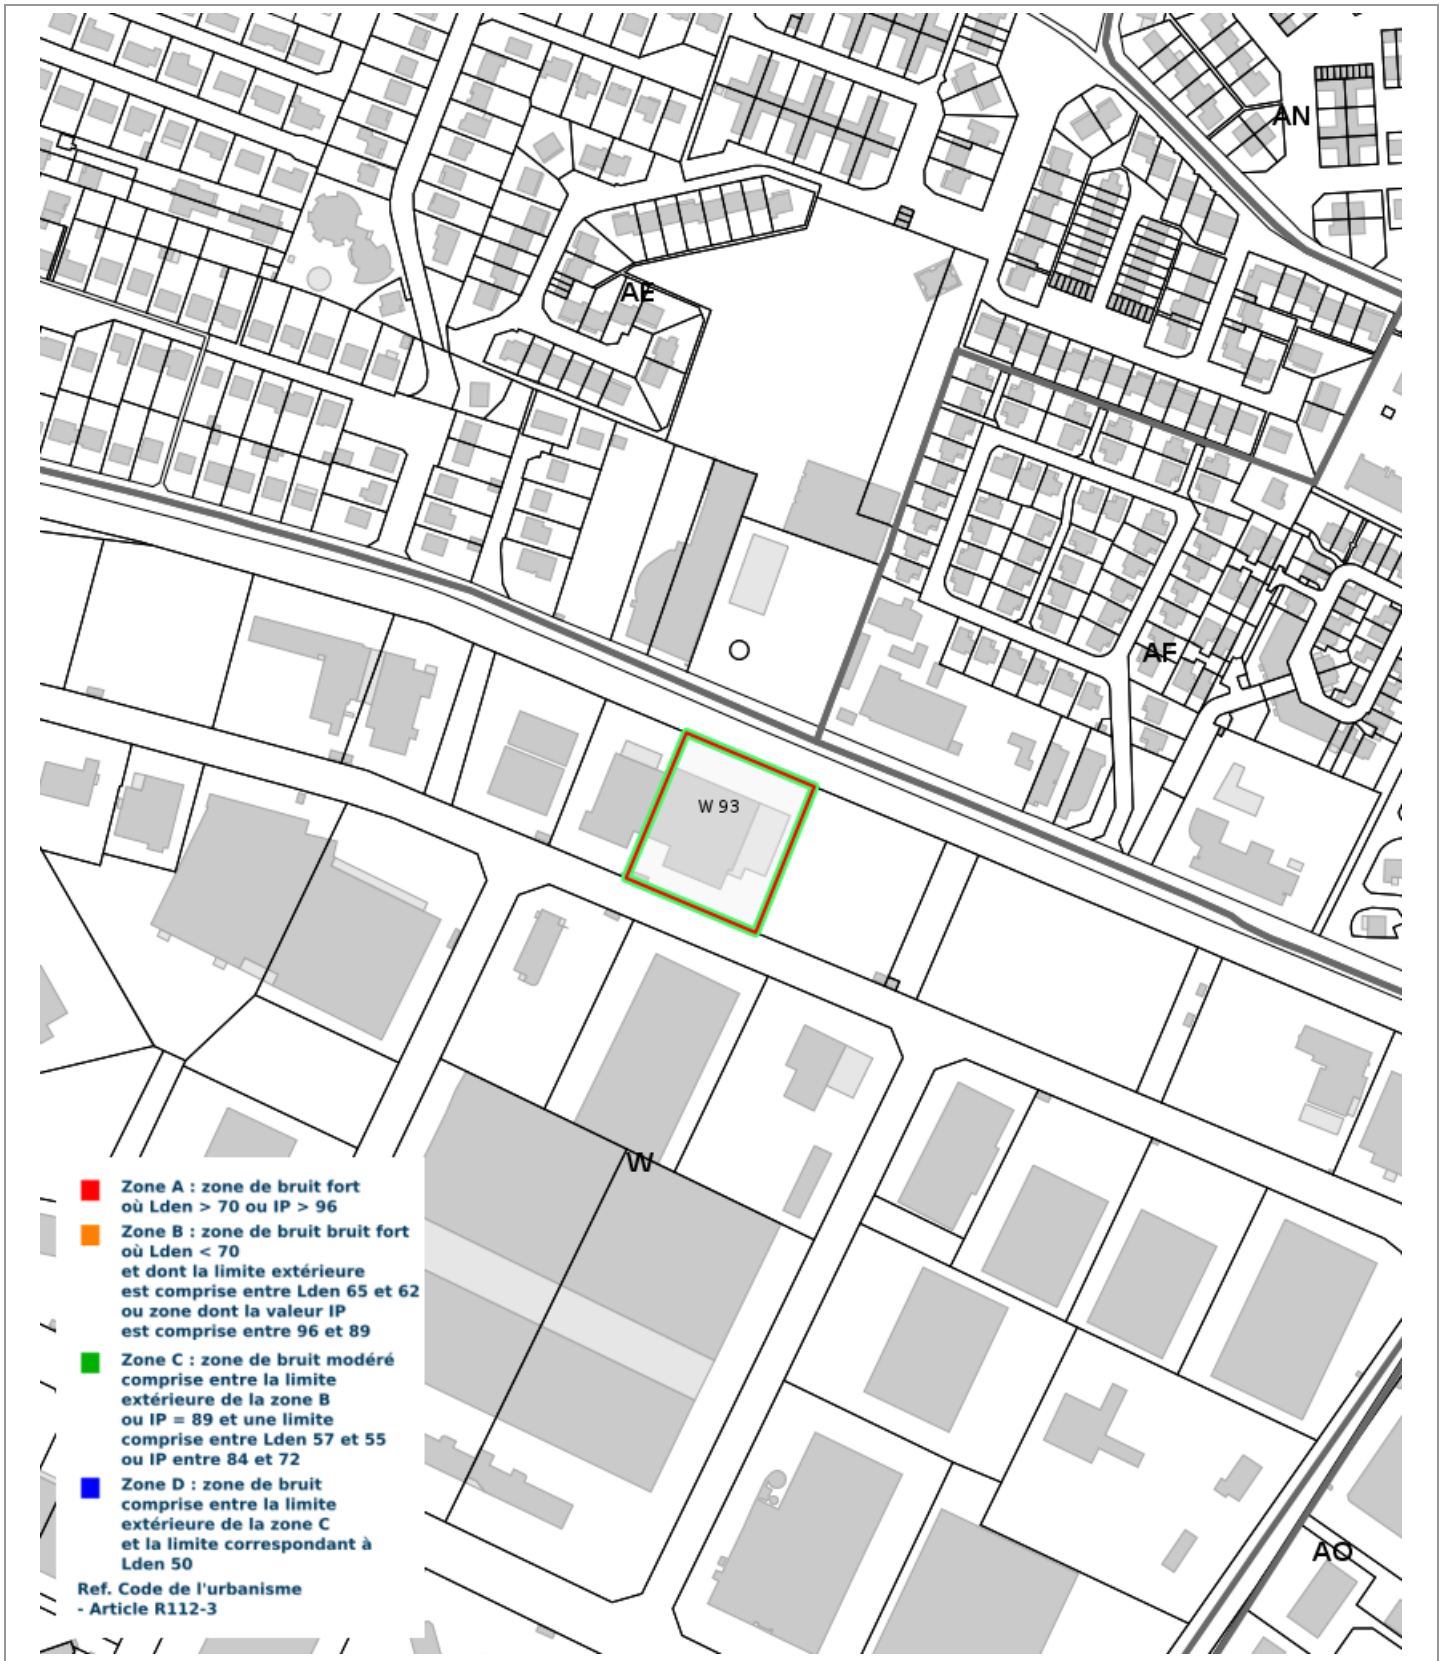 AN
AE
AF
W 93
W
Zone A : zone de bruit fort
où Lden > 70 ou IP > 96
Zone B : zone de bruit bruit fort
où Lden < 70
et dont la limite extérieure
est comprise entre Lden 65 et 62
ou zone dont la valeur IP
est comprise entre 96 et 89
Zone C : zone de bruit modéré
comprise entre la limite
extérieure de la zone B
ou IP = 89 et une limite
comprise entre Lden 57 et 55
ou IP entre 84 et 72
Zone D : zone de bruit
comprise entre la limite
extérieure de la zone C
et la limite correspondant à
Lden 50
Ref. Code de l'urbanisme
- Article R112-3
AO